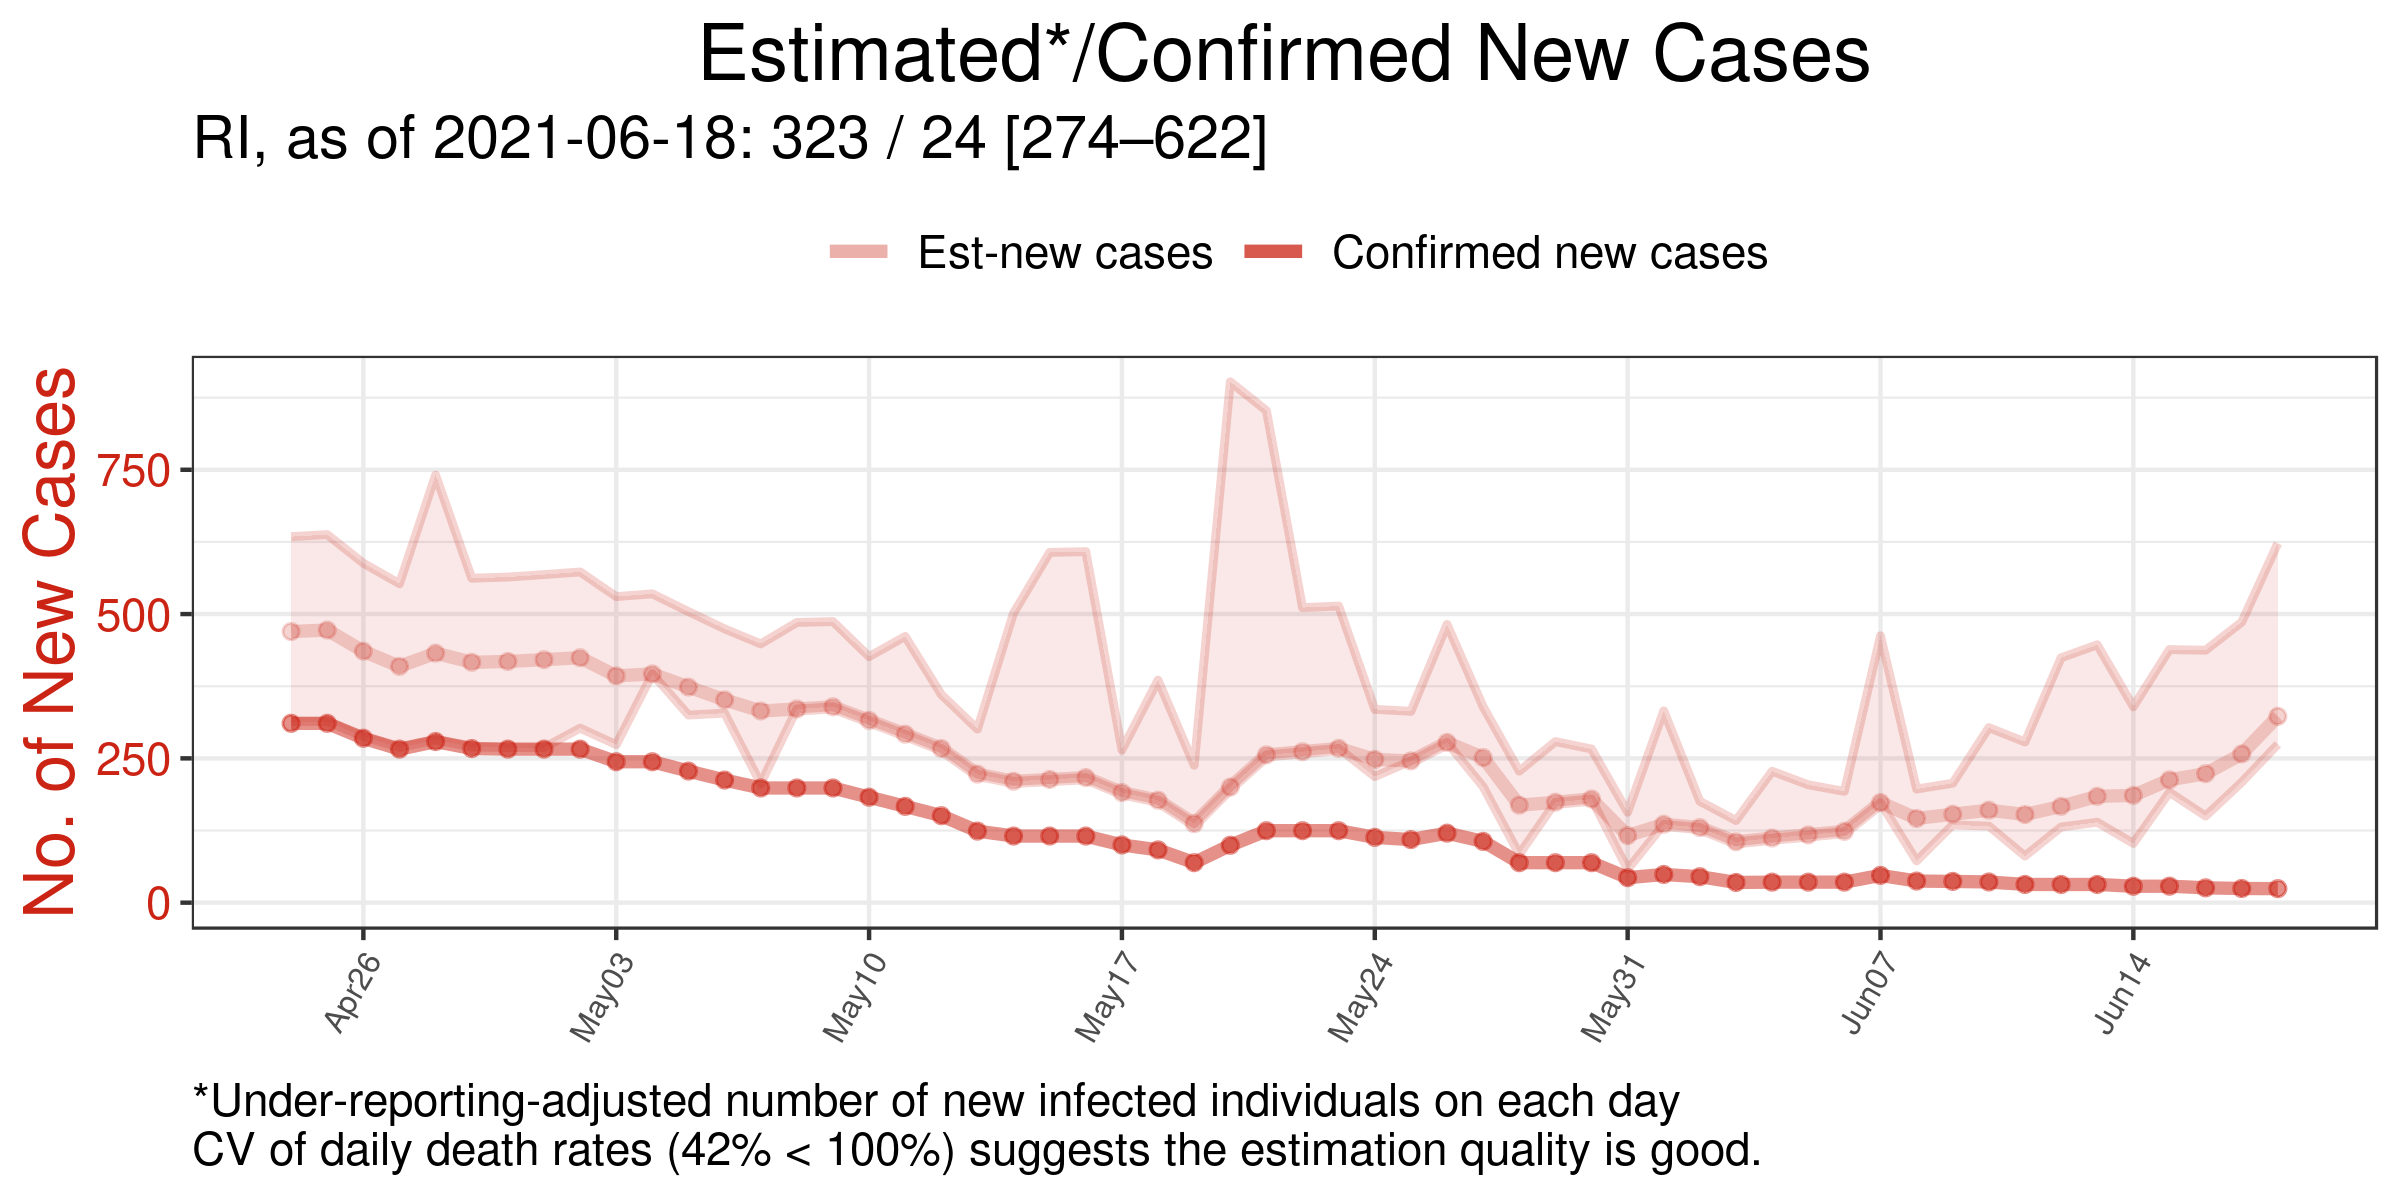 Estimated*/Confirmed New Cases
RI, as of 2021-06-18: 323 / 24 [274–622]
Est-new cases Confirmed new cases
No. of New Cases
750
500
250
0
Apr26 May03 May10 May17 May24 May31 Jun07 Jun14
*Under-reporting-adjusted number of new infected individuals on each day
CV of daily death rates (42% < 100%) suggests the estimation quality is good.